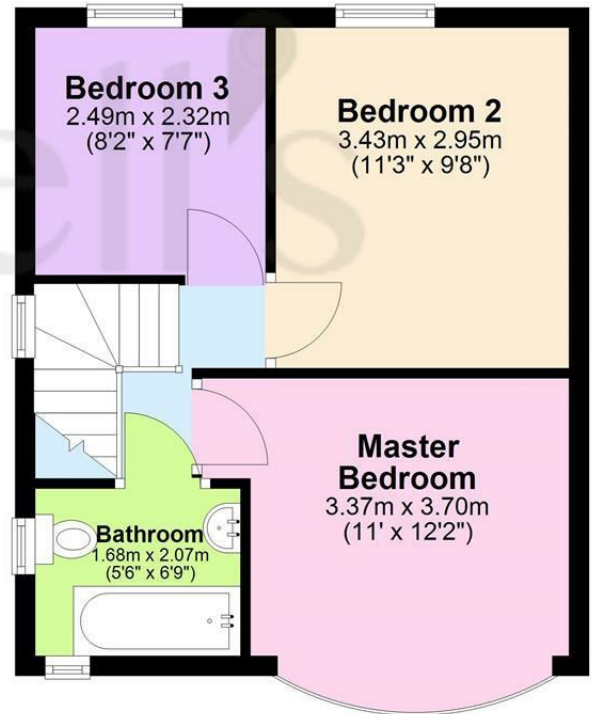 Bedroom 3
2.49m x 2.32m
(8'2" x 7'7")
Bedroom 2
3.43m x 2.95m
(11'3" x 9'8")
Master
Bedroom
3.37m x 3.70m
(11' x 12'2")
Bathroom
1.68m x 2.07m
(5'6" x 6'9")
ell's